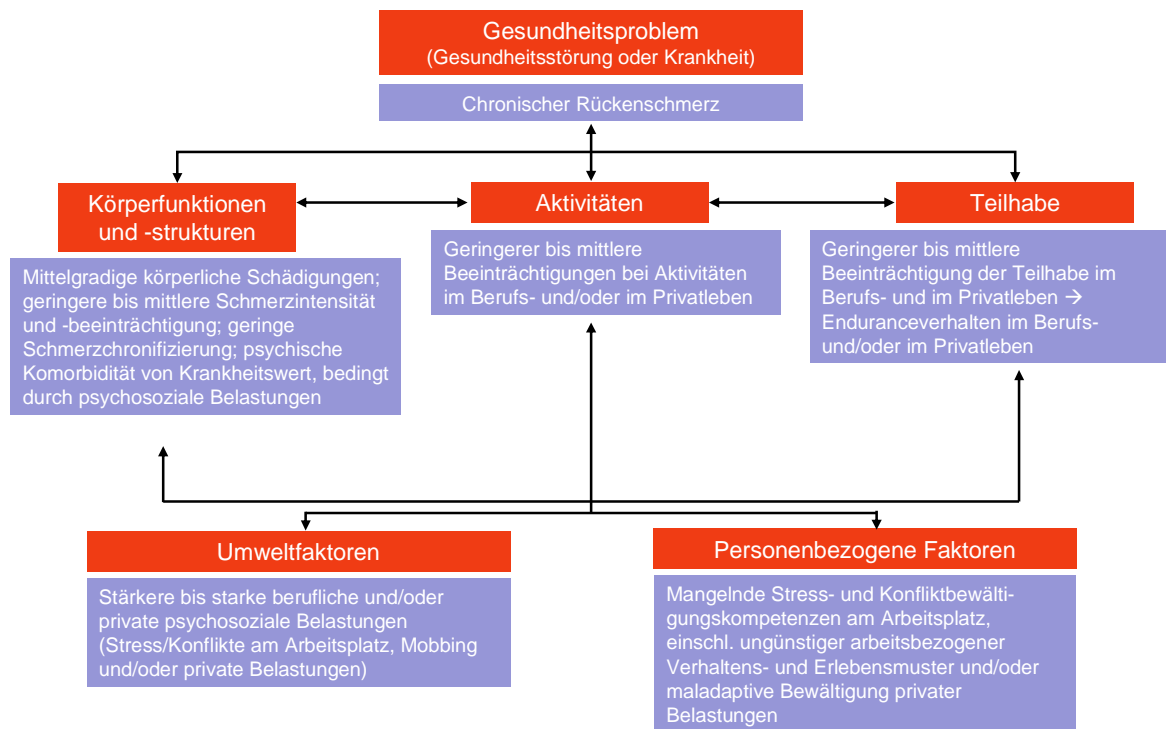 Gesundheitsproblem
(Gesundheitsstörung oder Krankheit)
Chronischer Rückenschmerz
Körperfunktionen
und -strukturen
Mittelgradige körperliche Schädigungen;
geringere bis mittlere Schmerzintensität
und -beeinträchtigung; geringe
Schmerzchronifizierung; psychische
Komorbidität von Krankheitswert, bedingt
durch psychosoziale Belastungen
Aktivitäten
Geringerer bis mittlere
Beeinträchtigungen bei Aktivitäten
im Berufs- und/oder im Privatleben
Teilhabe
Geringerer bis mittlere
Beeinträchtigung der Teilhabe im
Berufs- und im Privatleben →
Enduranceverhalten im Berufs-
und/oder im Privatleben
Umweltfaktoren
Stärkere bis starke berufliche und/oder
private psychosoziale Belastungen
(Stress/Konflikte am Arbeitsplatz, Mobbing
und/oder private Belastungen)
Personenbezogene Faktoren
Mangelnde Stress- und Konfliktbewälti-
gungskompetenzen am Arbeitsplatz,
einschl. ungünstiger arbeitsbezogener
Verhaltens- und Erlebensmuster und/oder
maladaptive Bewältigung privater
Belastungen